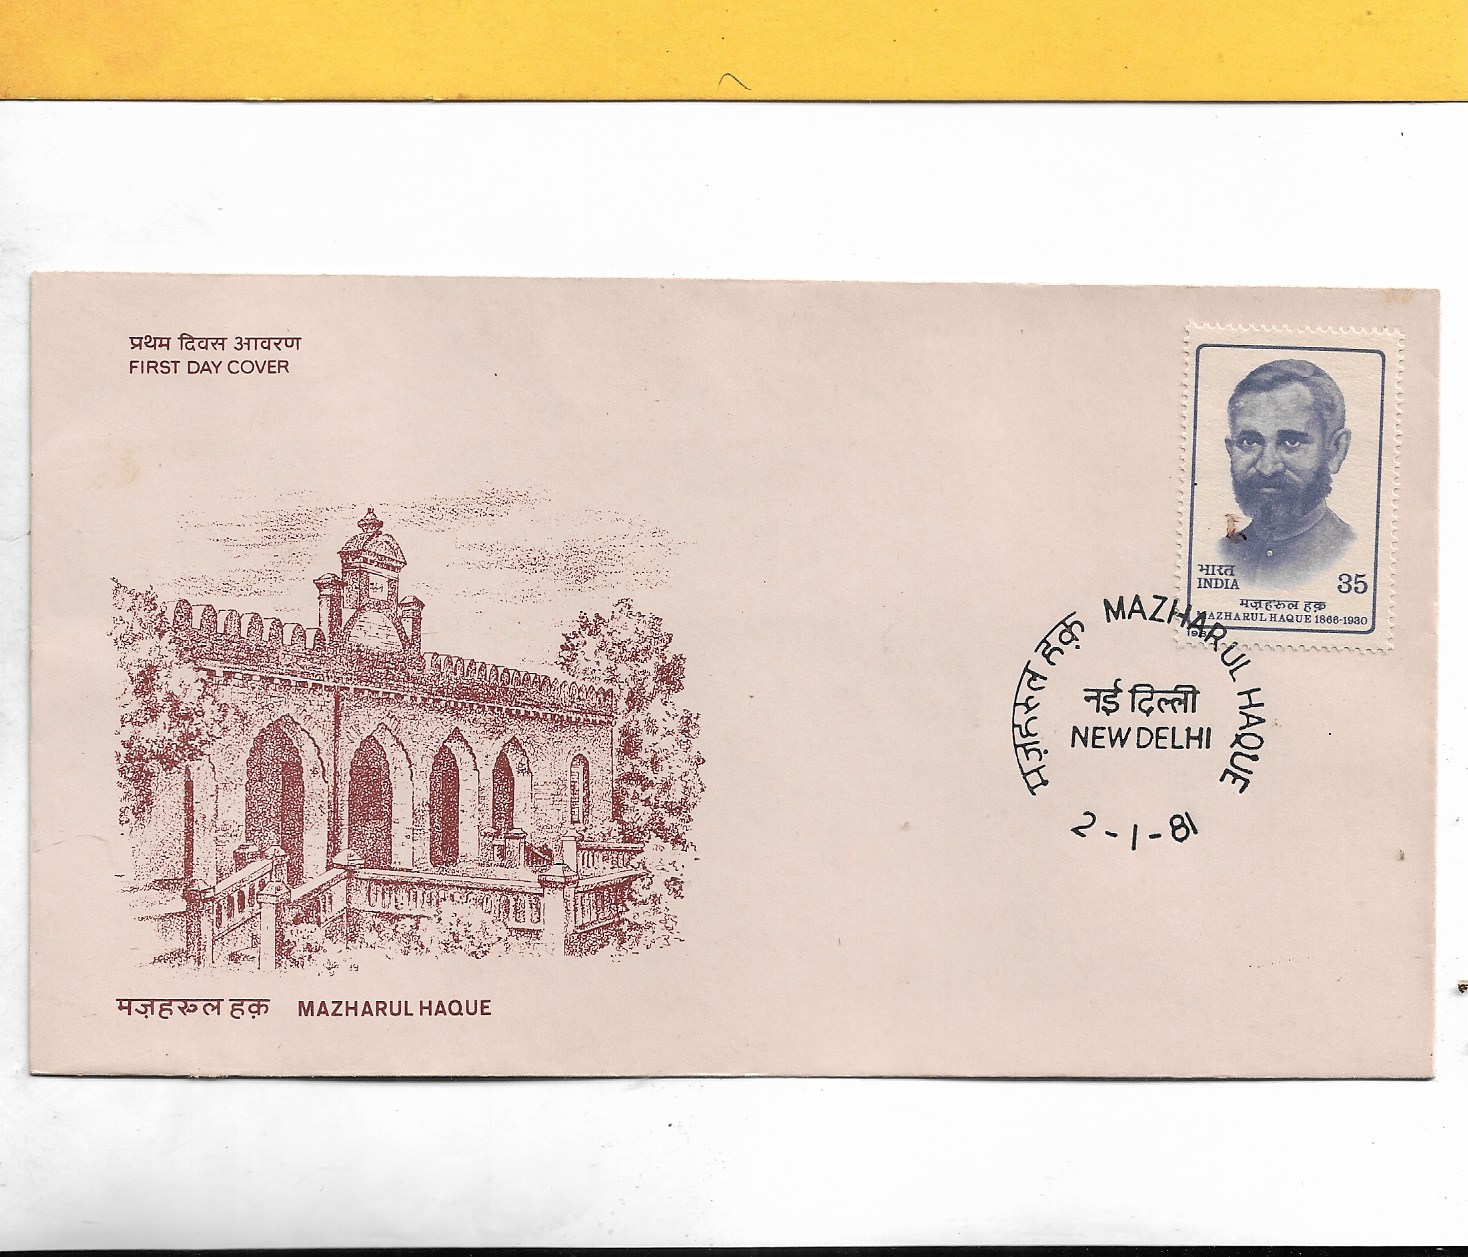 प्रथम दिवस आवरण
FIRST DAY COVER
भारत
INDIA
35
मज़हरुल हक़
MAZHARUL HAQUE 1866-1930
मज़हरुल हक़ MAZHARUL HAQUE
नई दिल्ली
NEW DELHI
2-1-81
मज़हरुल हक़ MAZHARUL HAQUE